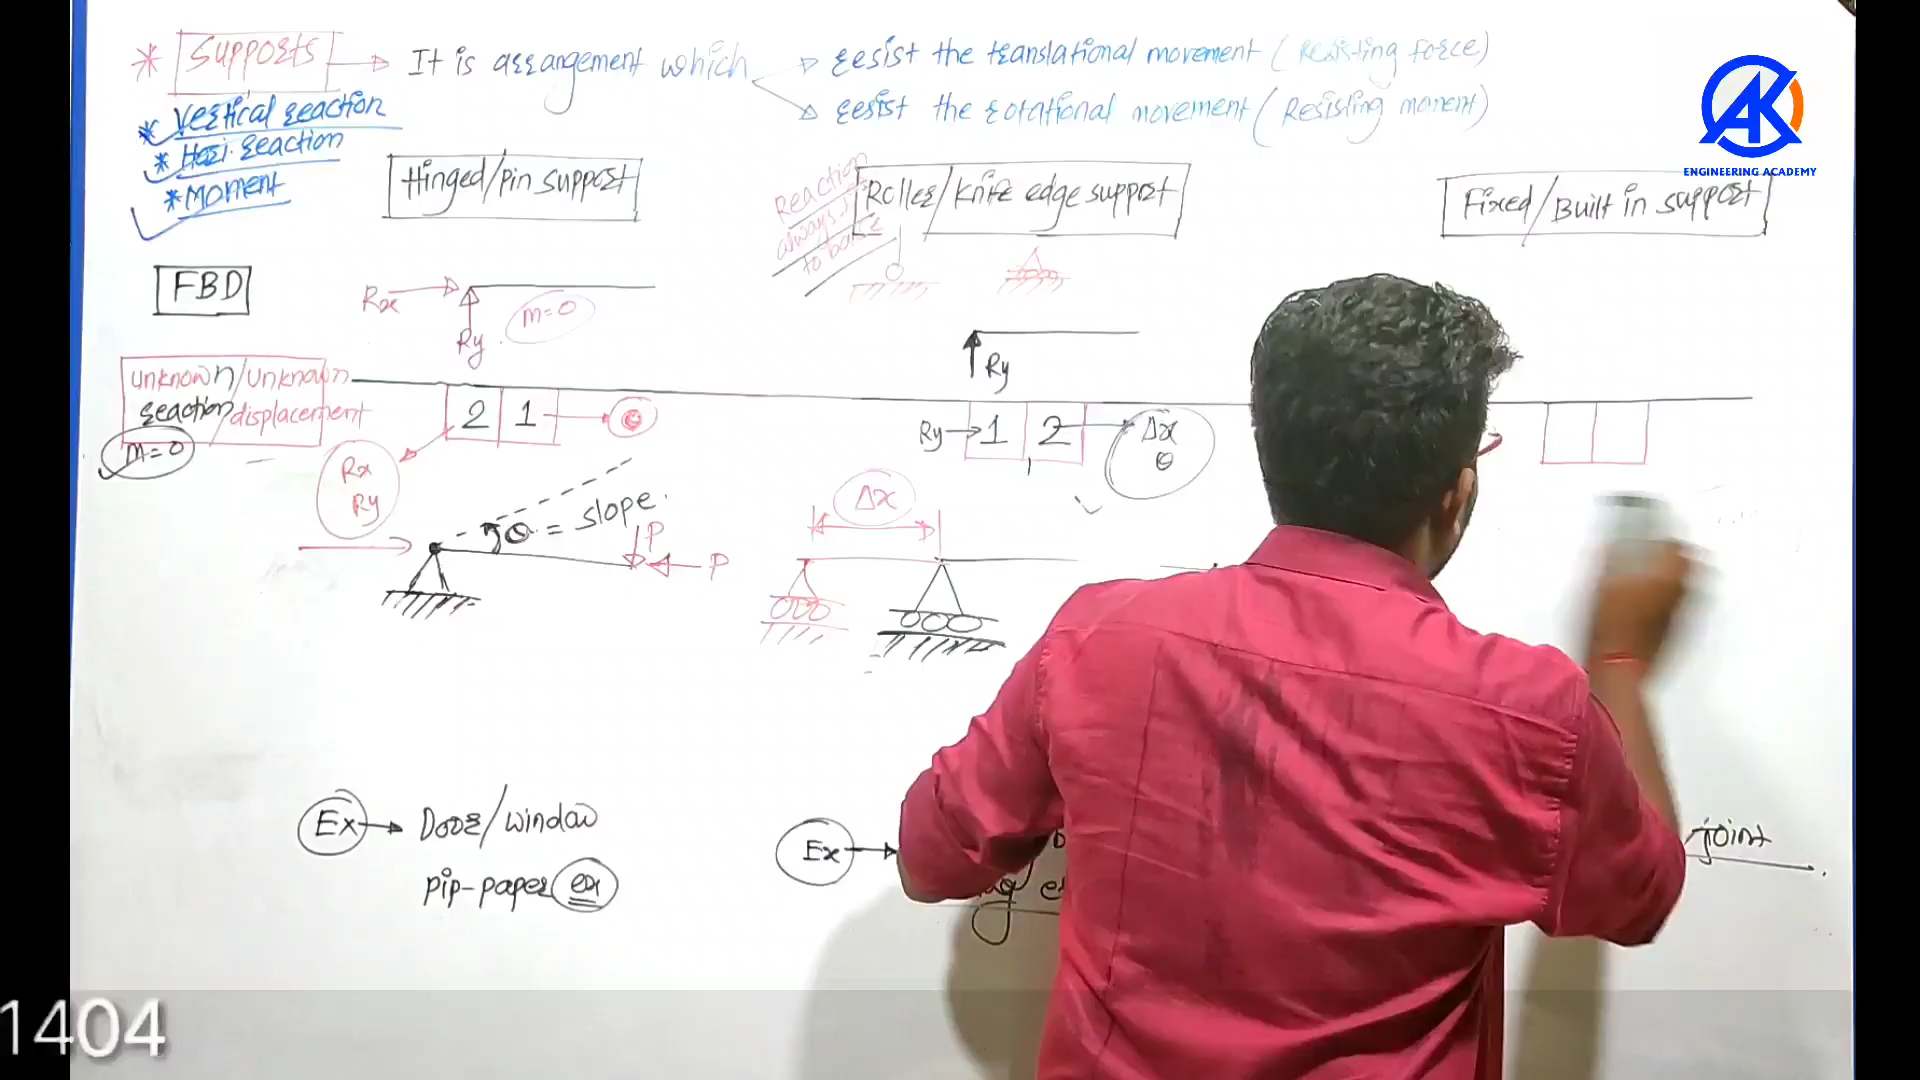 * Supports → It is arrangement which
→ resist the translational movement (Resisting force)
→ resist the rotational movement (Resisting moment)
* Vertical reaction
* Hori. reaction
* Moment
AK
ENGINEERING ACADEMY
Hinged/pin support
Reaction
always ⊥
to base
Roller/Knife edge support
Fixed/Built in support
FBD
Rx
Ry
M=0
Ry
unknown/unknown
reaction/displacement
M=0
2 1 → θ
Rx
Ry
Ry → 1 2 → Δx
θ
θ = slope
P
P
Δx
Ex → Door/window
pip-paper ex
Ex →
joint
1404